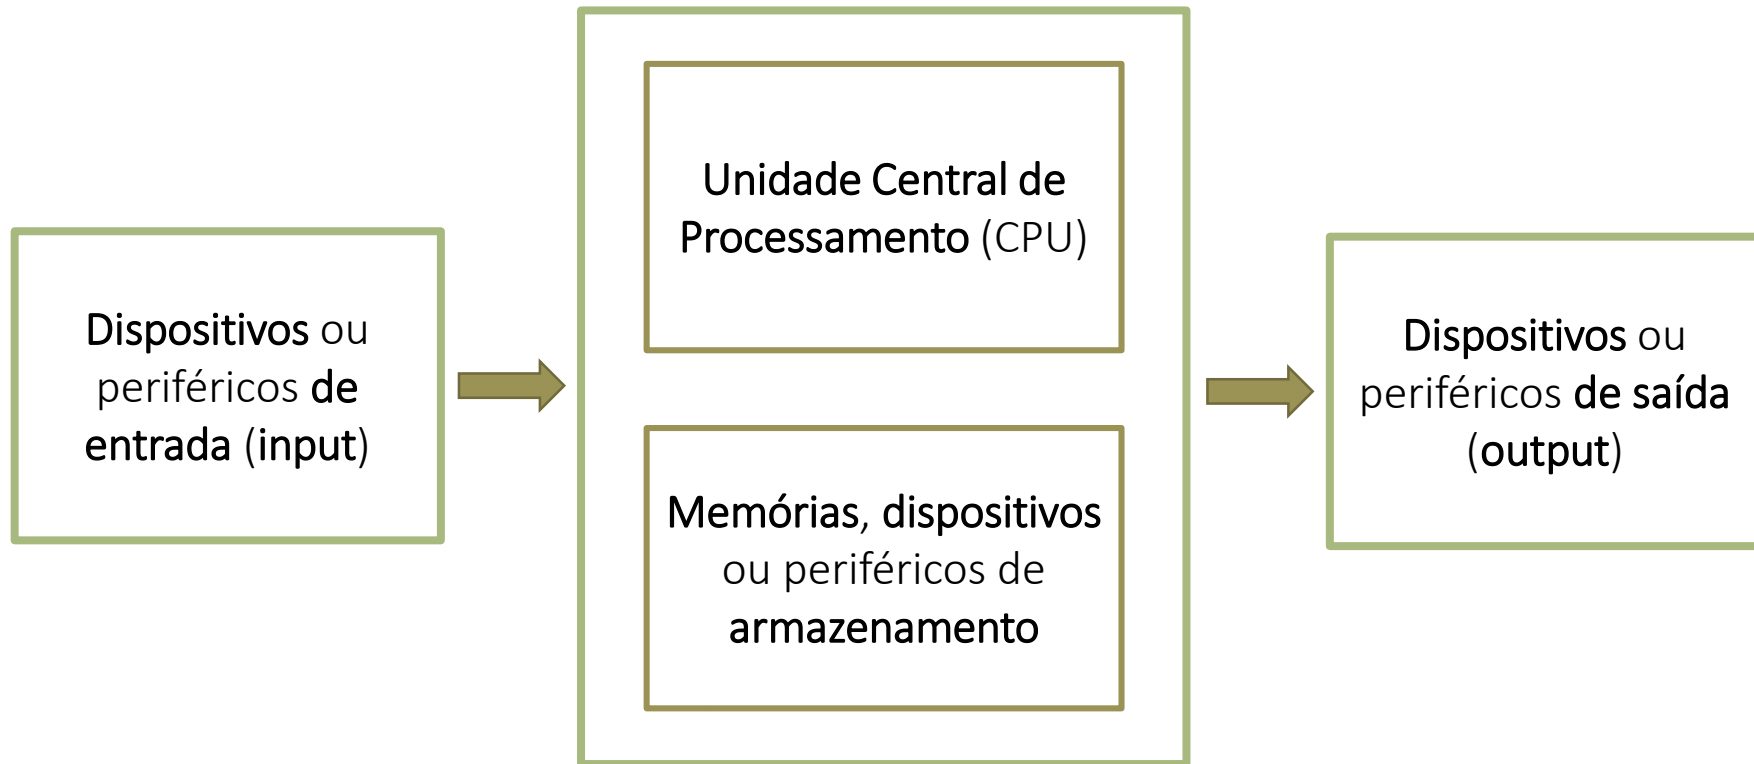 Dispositivos ou
periféricos de
entrada (input)
Unidade Central de
Processamento (CPU)
Memórias, dispositivos
ou periféricos de
armazenamento
Dispositivos ou
periféricos de saída
(output)